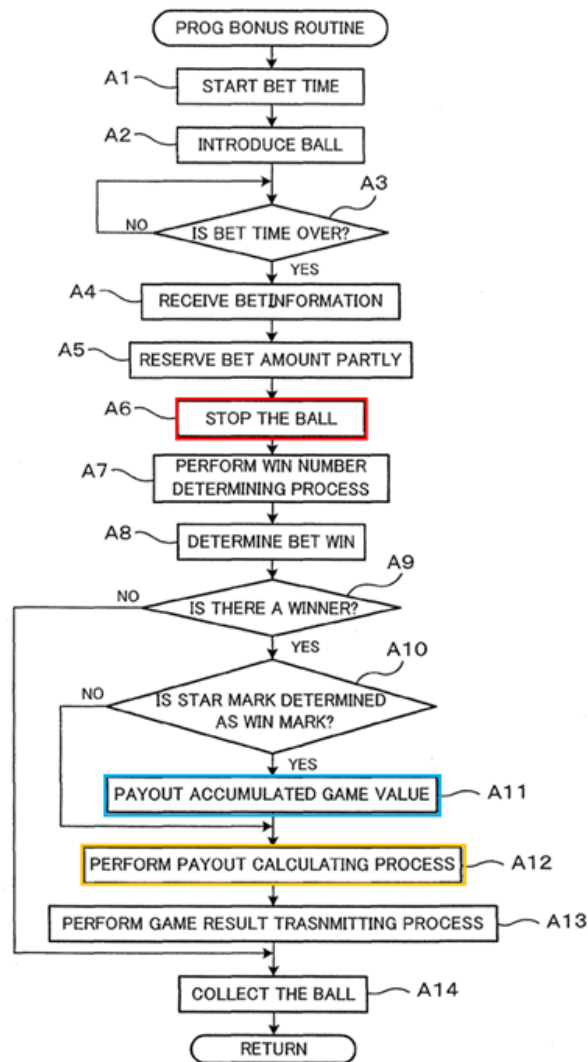 PROG BONUS ROUTINE
A1
START BET TIME
A2
INTRODUCE BALL
A3
NO
IS BET TIME OVER?
YES
A4
RECEIVE BETINFORMATION
A5
RESERVE BET AMOUNT PARTLY
A6
STOP THE BALL
A7
PERFORM WIN NUMBER
DETERMINING PROCESS
A8
DETERMINE BET WIN
A9
NO
IS THERE A WINNER?
YES
A10
NO
IS STAR MARK DETERMINED
AS WIN MARK?
YES
PAYOUT ACCUMULATED GAME VALUE
A11
PERFORM PAYOUT CALCULATING PROCESS
A12
PERFORM GAME RESULT TRASNMITTING PROCESS
A13
COLLECT THE BALL
A14
RETURN